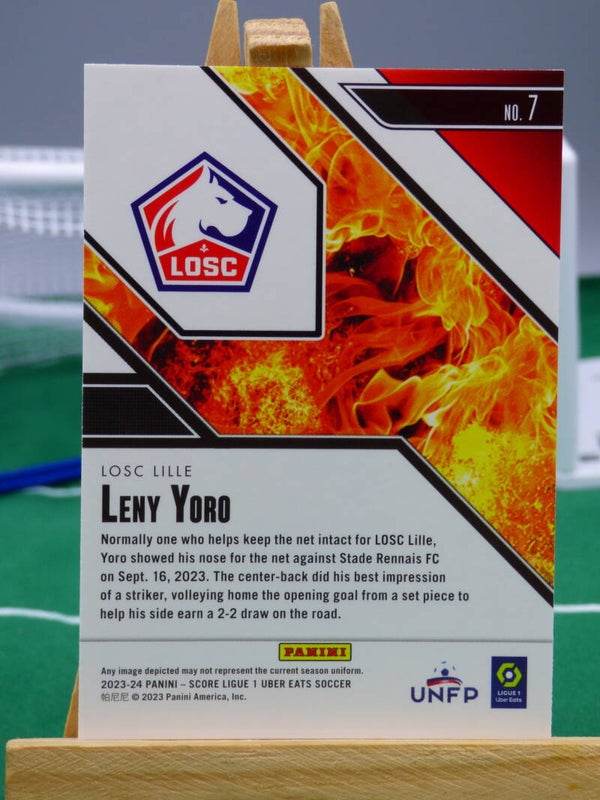 NO. 7
LOSC
LOSC LILLE
LENY YORO
Normally one who helps keep the net intact for LOSC Lille,
Yoro showed his nose for the net against Stade Rennais FC
on Sept. 16, 2023. The center-back did his best impression
of a striker, volleying home the opening goal from a set piece to
help his side earn a 2-2 draw on the road.
PANINI
Any image depicted may not represent the current season uniform.
2023-24 PANINI – SCORE LIGUE 1 UBER EATS SOCCER
帕尼尼 © 2023 Panini America, Inc.
UNFP
LIGUE 1
Uber Eats